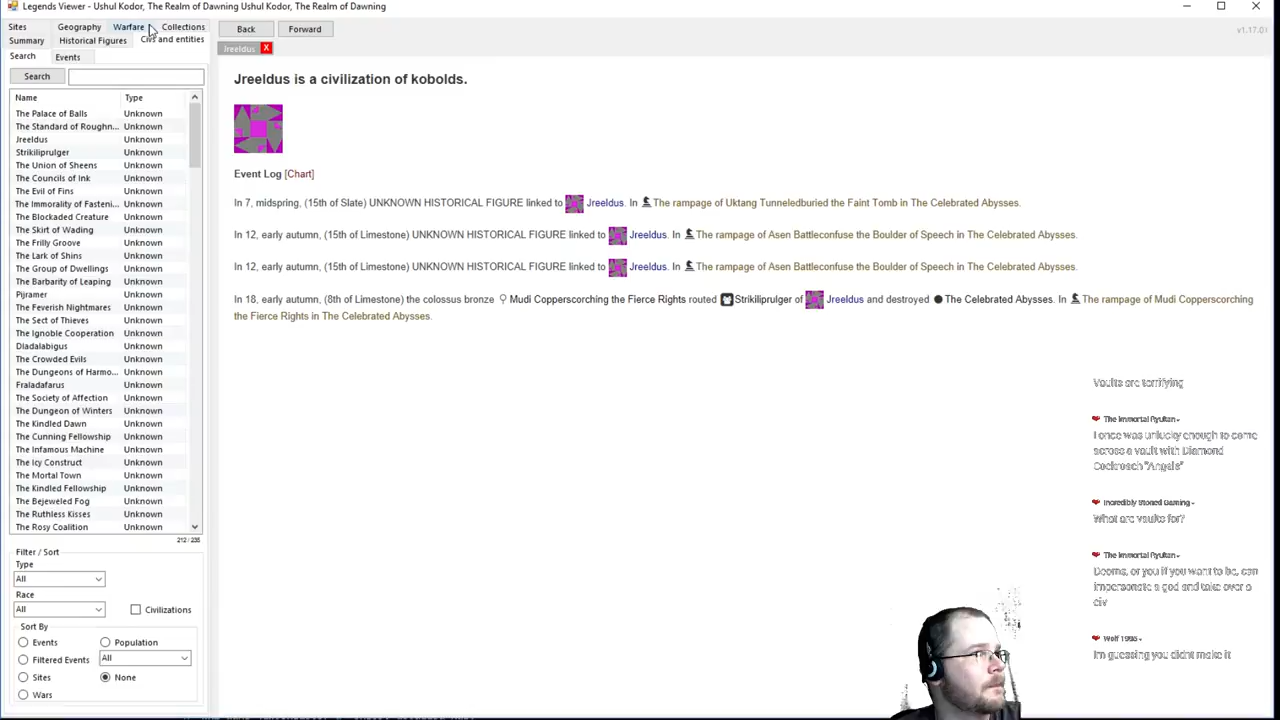 Legends Viewer - Ushul Kodor, The Realm of Dawning Ushul Kodor, The Realm of Dawning
v1.17.01
Sites Geography Warfare Collections
Summary Historical Figures Civs and entities
Search Events
Search
Back Forward
Jreeldus X
Name Type
The Palace of Balls Unknown
The Standard of Roughn... Unknown
Jreeldus Unknown
Strikiliprulger Unknown
The Union of Sheens Unknown
The Councils of Ink Unknown
The Evil of Fins Unknown
The Immorality of Fasteni... Unknown
The Blockaded Creature Unknown
The Skirt of Wading Unknown
The Frilly Groove Unknown
The Lark of Shins Unknown
The Group of Dwellings Unknown
The Barbarity of Leaping Unknown
Pijramer Unknown
The Feverish Nightmares Unknown
The Sect of Thieves Unknown
The Ignoble Cooperation Unknown
Dladalabigus Unknown
The Crowded Evils Unknown
The Dungeons of Harmo... Unknown
Fraladafarus Unknown
The Society of Affection Unknown
The Dungeon of Winters Unknown
The Kindled Dawn Unknown
The Cunning Fellowship Unknown
The Infamous Machine Unknown
The Icy Construct Unknown
The Mortal Town Unknown
The Kindled Fellowship Unknown
The Bejeweled Fog Unknown
The Ruthless Kisses Unknown
The Rosy Coalition Unknown
212 / 235
Filter / Sort
Type
All
Race
All Civilizations
Sort By
Events Population
Filtered Events All
Sites None
Wars
Jreeldus is a civilization of kobolds.
Event Log [Chart]
In 7, midspring, (15th of Slate) UNKNOWN HISTORICAL FIGURE linked to Jreeldus. In The rampage of Uktang Tunneledburied the Faint Tomb in The Celebrated Abysses.
In 12, early autumn, (15th of Limestone) UNKNOWN HISTORICAL FIGURE linked to Jreeldus. In The rampage of Asen Battleconfuse the Boulder of Speech in The Celebrated Abysses.
In 12, early autumn, (15th of Limestone) UNKNOWN HISTORICAL FIGURE linked to Jreeldus. In The rampage of Asen Battleconfuse the Boulder of Speech in The Celebrated Abysses.
In 18, early autumn, (8th of Limestone) the colossus bronze ♀ Mudi Copperscorching the Fierce Rights routed Strikiliprulger of Jreeldus and destroyed The Celebrated Abysses. In The rampage of Mudi Copperscorching
the Fierce Rights in The Celebrated Abysses.
Vaults are terrifying
The Immortal Ryultan
I once was unlucky enough to come
across a vault with Diamond
Cockroach "Angels"
Incredibly Stoned Gaming
What are vaults for?
The Immortal Ryultan
Deoms, or you if you want to be, can
impersonate a god and take over a
civ
Wolf 1985
Im guessing you didnt make it